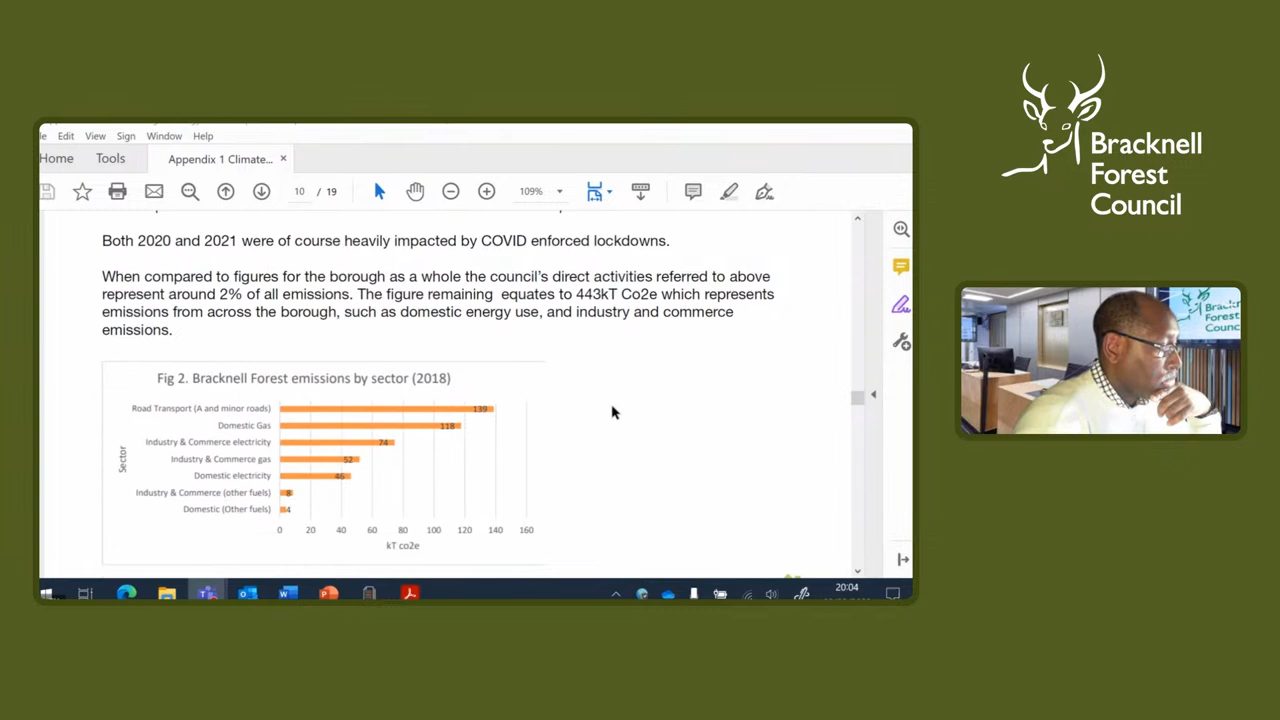 Edit View Sign Window Help
Home Tools Appendix 1 Climate... ×
10 / 19 109%
Both 2020 and 2021 were of course heavily impacted by COVID enforced lockdowns.
When compared to figures for the borough as a whole the council's direct activities referred to above
represent around 2% of all emissions. The figure remaining equates to 443kT Co2e which represents
emissions from across the borough, such as domestic energy use, and industry and commerce
emissions.
Fig 2. Bracknell Forest emissions by sector (2018)
Sector
Road Transport (A and minor roads) 139
Domestic Gas 118
Industry & Commerce electricity 74
Industry & Commerce gas 52
Domestic electricity 46
Industry & Commerce (other fuels) 8
Domestic (Other fuels) 4
0 20 40 60 80 100 120 140 160
kT co2e
20:04
Bracknell
Forest
Council
Brackn
Forest
Counc